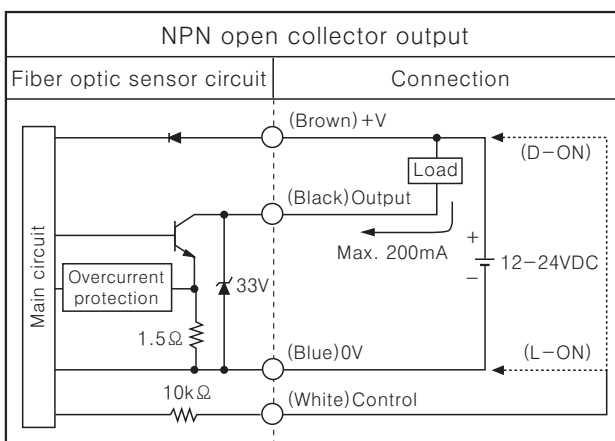 NPN open collector output
Fiber optic sensor circuit
Connection
(Brown)+V
(D-ON)
Load
(Black)Output
Max. 200mA
Main circuit
+
12-24VDC
-
Overcurrent
protection
33V
1.5Ω
(Blue)0V
(L-ON)
10kΩ
(White)Control